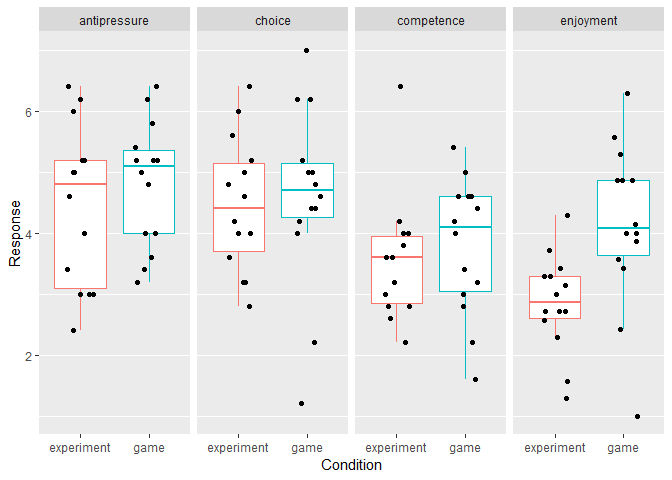 antipressure choice competence enjoyment
6
4
2
Response
experiment game experiment game experiment game experiment game
Condition